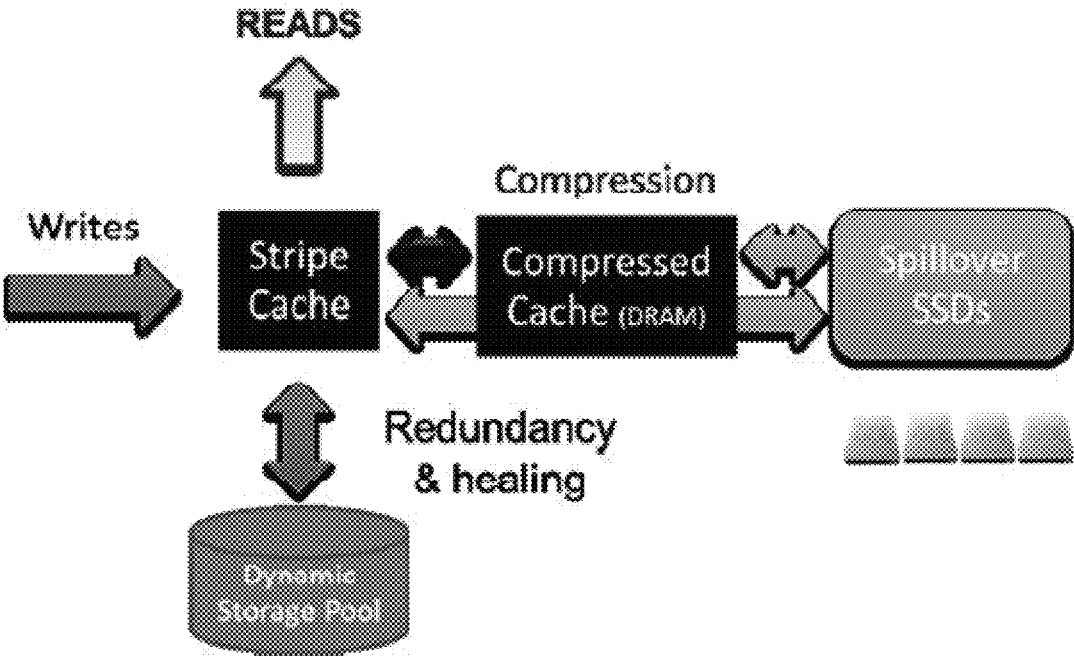 READS
Compression
Writes
Stripe
Cache
Compressed
Cache (DRAM)
Spillover
SSDs
Redundancy
& healing
Dynamic
Storage Pool